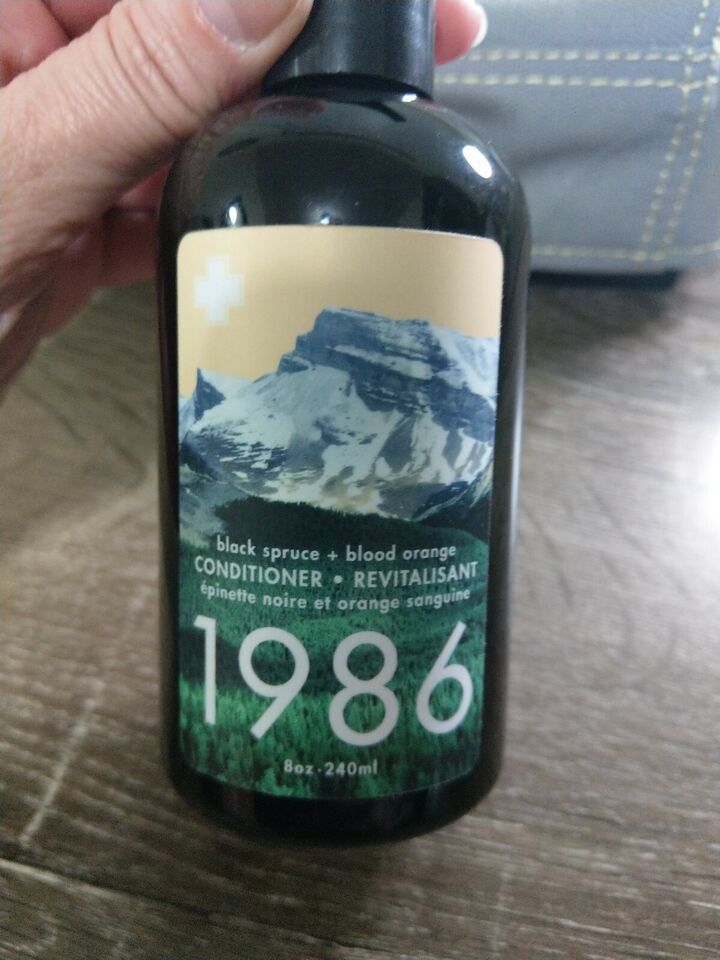 black spruce + blood orange
CONDITIONER • REVITALISANT
épinette noire et orange sanguine
1986
8oz · 240ml